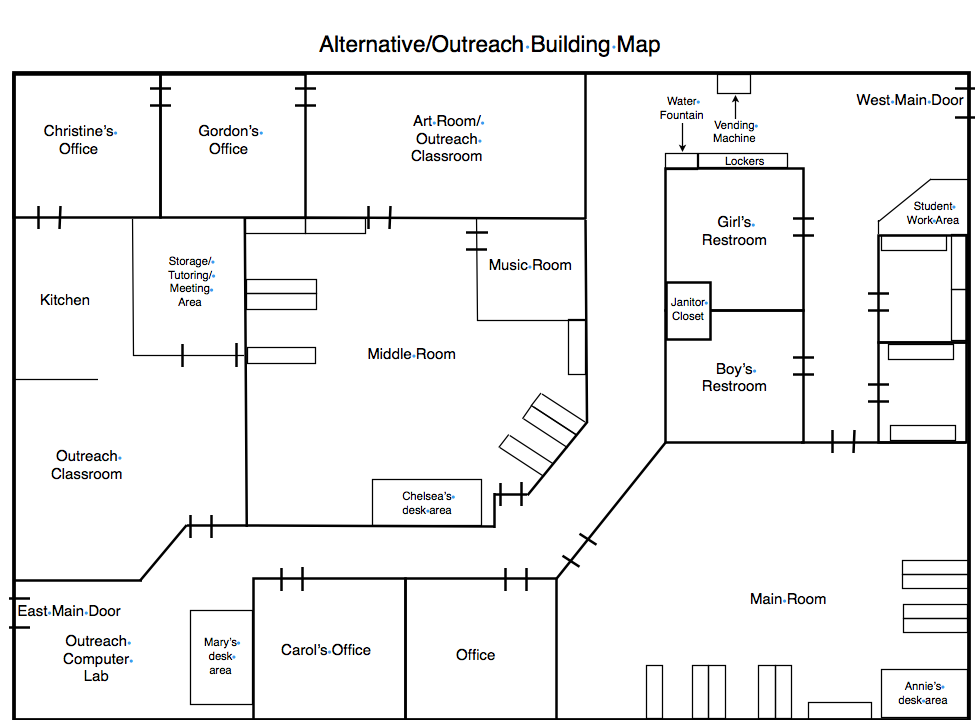 Alternative/Outreach Building Map
Christine's
Office
Gordon's
Office
Art Room/
Outreach
Classroom
Water
Fountain
Vending
Machine
West Main Door
Lockers
Student
Work Area
Girl's
Restroom
Storage/
Tutoring/
Meeting
Area
Music Room
Kitchen
Janitor
Closet
Middle Room
Boy's
Restroom
Outreach
Classroom
Chelsea's
desk area
East Main Door
Outreach
Computer
Lab
Mary's
desk
area
Carol's Office
Office
Main Room
Annie's
desk area